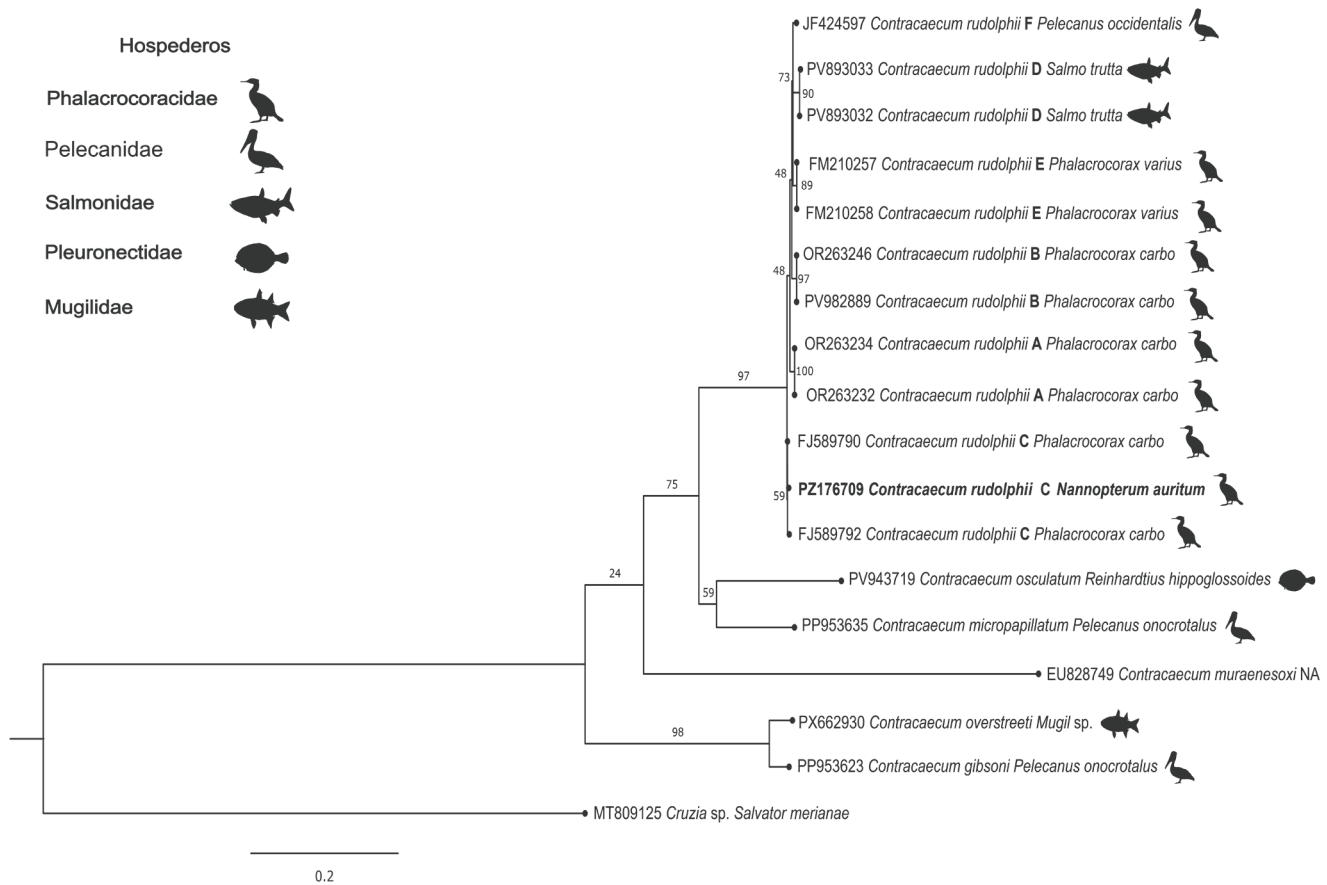 Hospederos
Phalacrocoracidae
Pelecanidae
Salmonidae
Pleuronectidae
Mugilidae
JF424597 Contracaecum rudolphii F Pelecanus occidentalis
73
PV893033 Contracaecum rudolphii D Salmo trutta
90
PV893032 Contracaecum rudolphii D Salmo trutta
48
FM210257 Contracaecum rudolphii E Phalacrocorax varius
89
FM210258 Contracaecum rudolphii E Phalacrocorax varius
48
OR263246 Contracaecum rudolphii B Phalacrocorax carbo
97
PV982889 Contracaecum rudolphii B Phalacrocorax carbo
OR263234 Contracaecum rudolphii A Phalacrocorax carbo
100
97
OR263232 Contracaecum rudolphii A Phalacrocorax carbo
FJ589790 Contracaecum rudolphii C Phalacrocorax carbo
75
PZ176709 Contracaecum rudolphii C Nannopterum auritum
59
FJ589792 Contracaecum rudolphii C Phalacrocorax carbo
24
PV943719 Contracaecum osculatum Reinhardtius hippoglossoides
59
PP953635 Contracaecum micropapillatum Pelecanus onocrotalus
EU828749 Contracaecum muraenesoxi NA
PX662930 Contracaecum overstreeti Mugil sp.
98
PP953623 Contracaecum gibsoni Pelecanus onocrotalus
MT809125 Cruzia sp. Salvator merianae
0.2